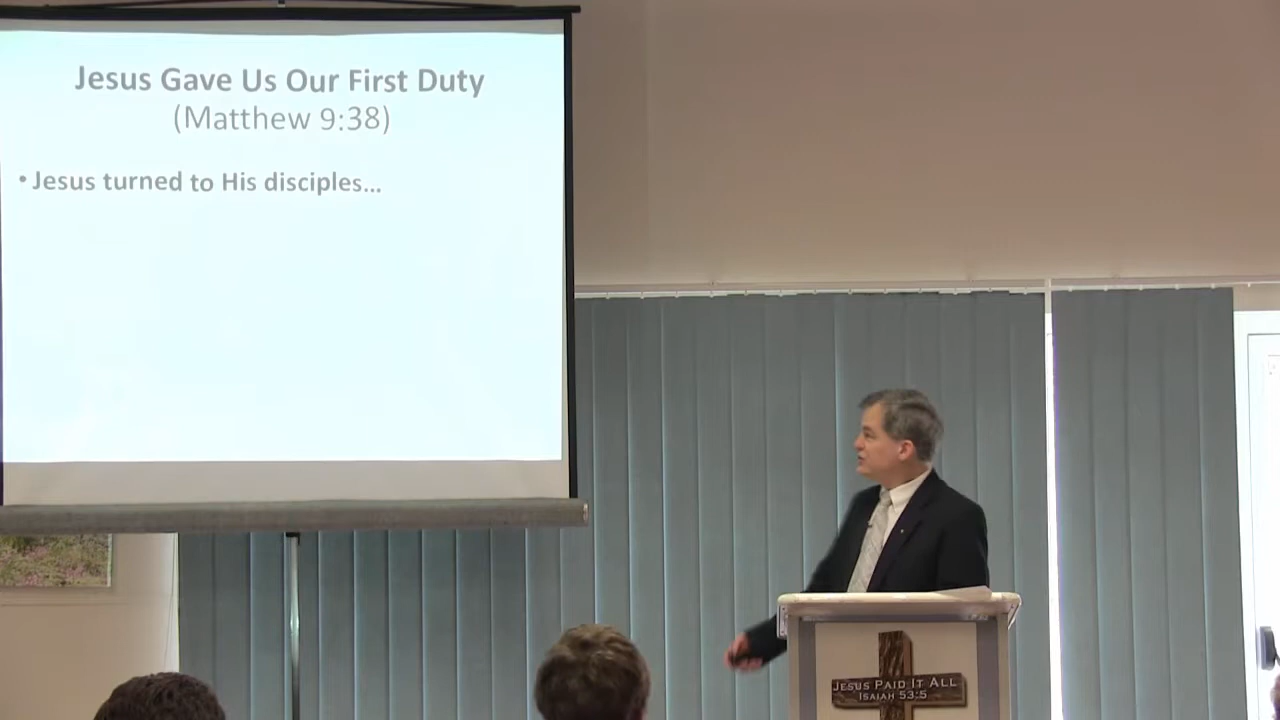 Jesus Gave Us Our First Duty
(Matthew 9:38)
• Jesus turned to His disciples...
Jesus Paid It All
Isaiah 53:5